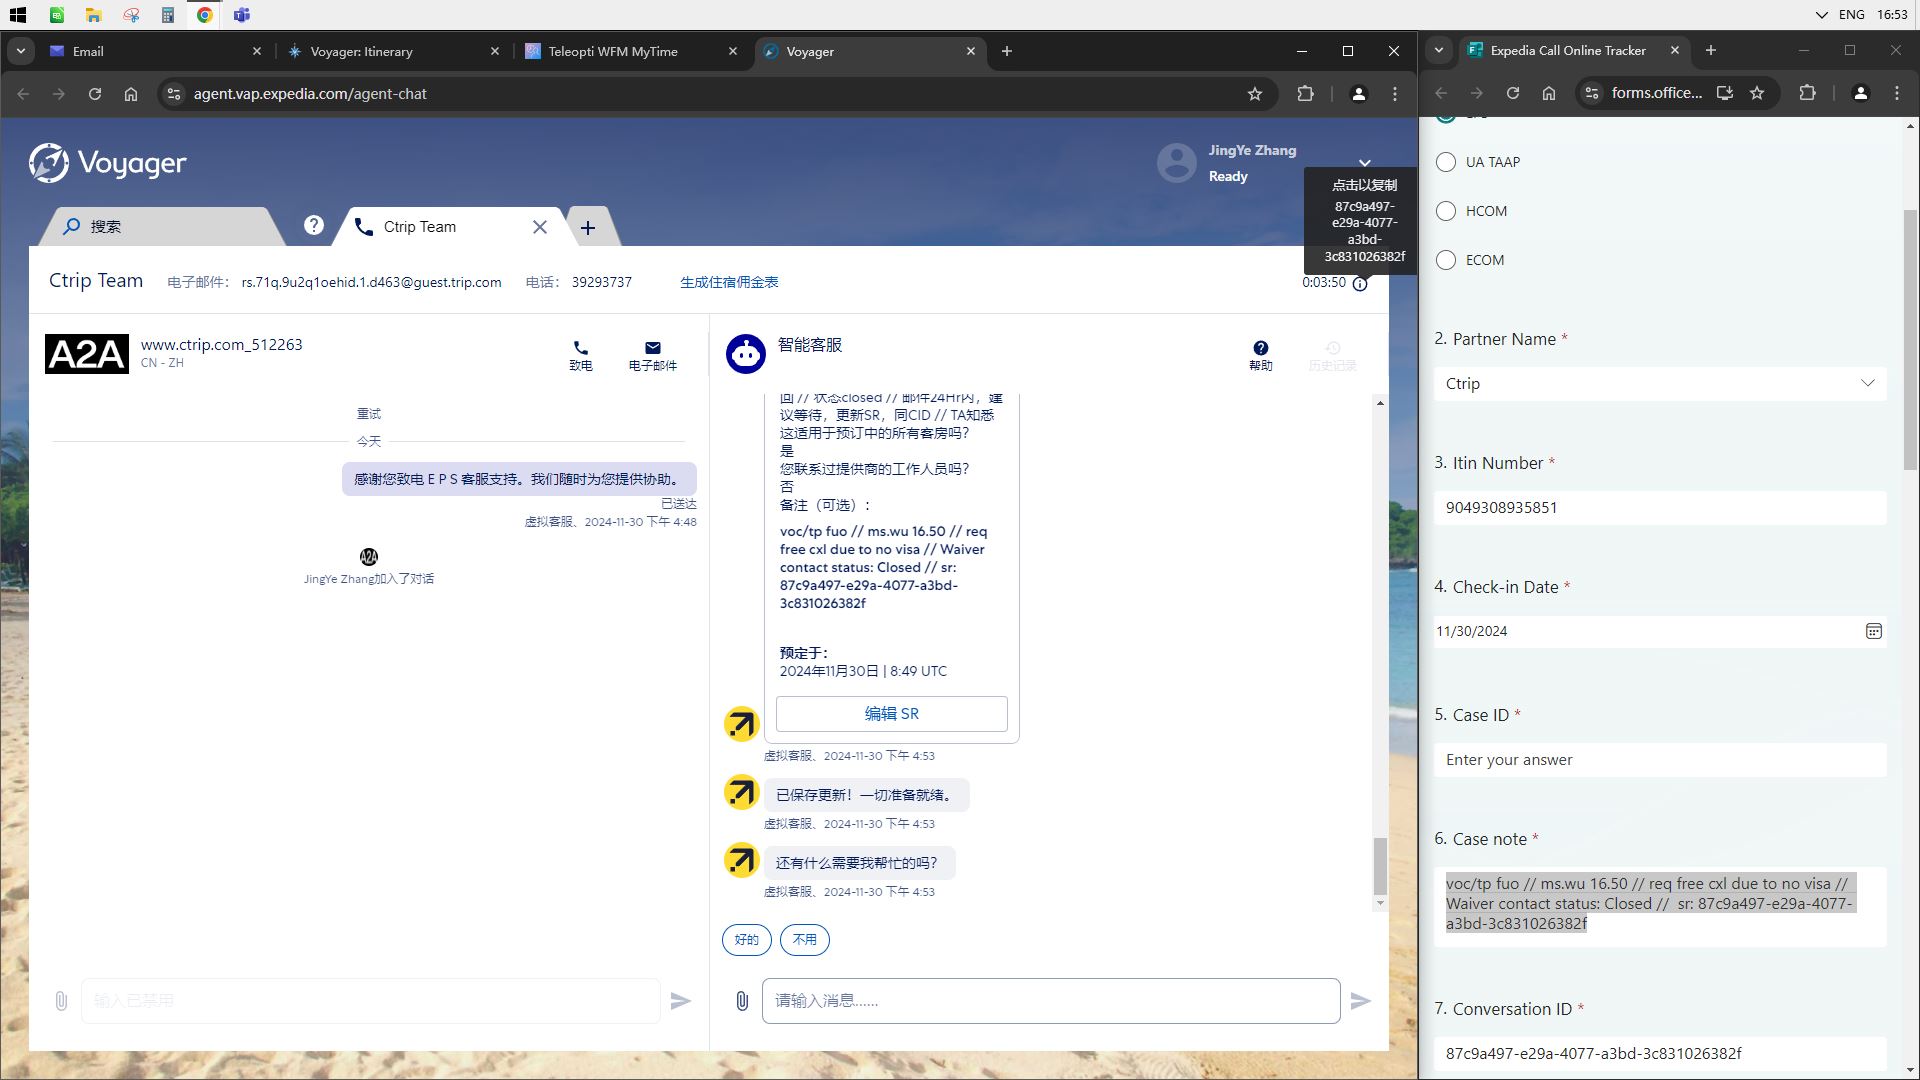 ENG 16:53
Email
Voyager: Itinerary
Teleopti WFM MyTime
Voyager
Expedia Call Online Tracker
agent.vap.expedia.com/agent-chat
forms.office...
Voyager
JingYe Zhang
Ready
点击以复制
87c9a497-
e29a-4077-
a3bd-
3c831026382f
搜索
Ctrip Team
Ctrip Team 电子邮件： rs.71q.9u2q1oehid.1.d463@guest.trip.com 电话： 39293737 生成住宿佣金表
0:03:50
A2A
www.ctrip.com_512263
CN - ZH
致电
电子邮件
重试
今天
感谢您致电 E P S 客服支持。我们随时为您提供协助。
已送达
虚拟客服、2024-11-30 下午 4:48
A2A
JingYe Zhang加入了对话
输入已禁用
智能客服
帮助
历史记录
回 // 状态closed // 邮件24Hr内，建
议等待，更新SR，同CID // TA知悉
这适用于预订中的所有客房吗？
是
您联系过提供商的工作人员吗？
否
备注（可选）：
voc/tp fuo // ms.wu 16.50 // req
free cxl due to no visa // Waiver
contact status: Closed // sr:
87c9a497-e29a-4077-a3bd-
3c831026382f
预定于：
2024年11月30日 | 8:49 UTC
编辑 SR
虚拟客服、2024-11-30 下午 4:53
已保存更新！一切准备就绪。
虚拟客服、2024-11-30 下午 4:53
还有什么需要我帮忙的吗？
虚拟客服、2024-11-30 下午 4:53
好的
不用
请输入消息......
UA TAAP
HCOM
ECOM
2. Partner Name *
Ctrip
3. Itin Number *
9049308935851
4. Check-in Date *
11/30/2024
5. Case ID *
Enter your answer
6. Case note *
voc/tp fuo // ms.wu 16.50 // req free cxl due to no visa //
Waiver contact status: Closed // sr: 87c9a497-e29a-4077-
a3bd-3c831026382f
7. Conversation ID *
87c9a497-e29a-4077-a3bd-3c831026382f